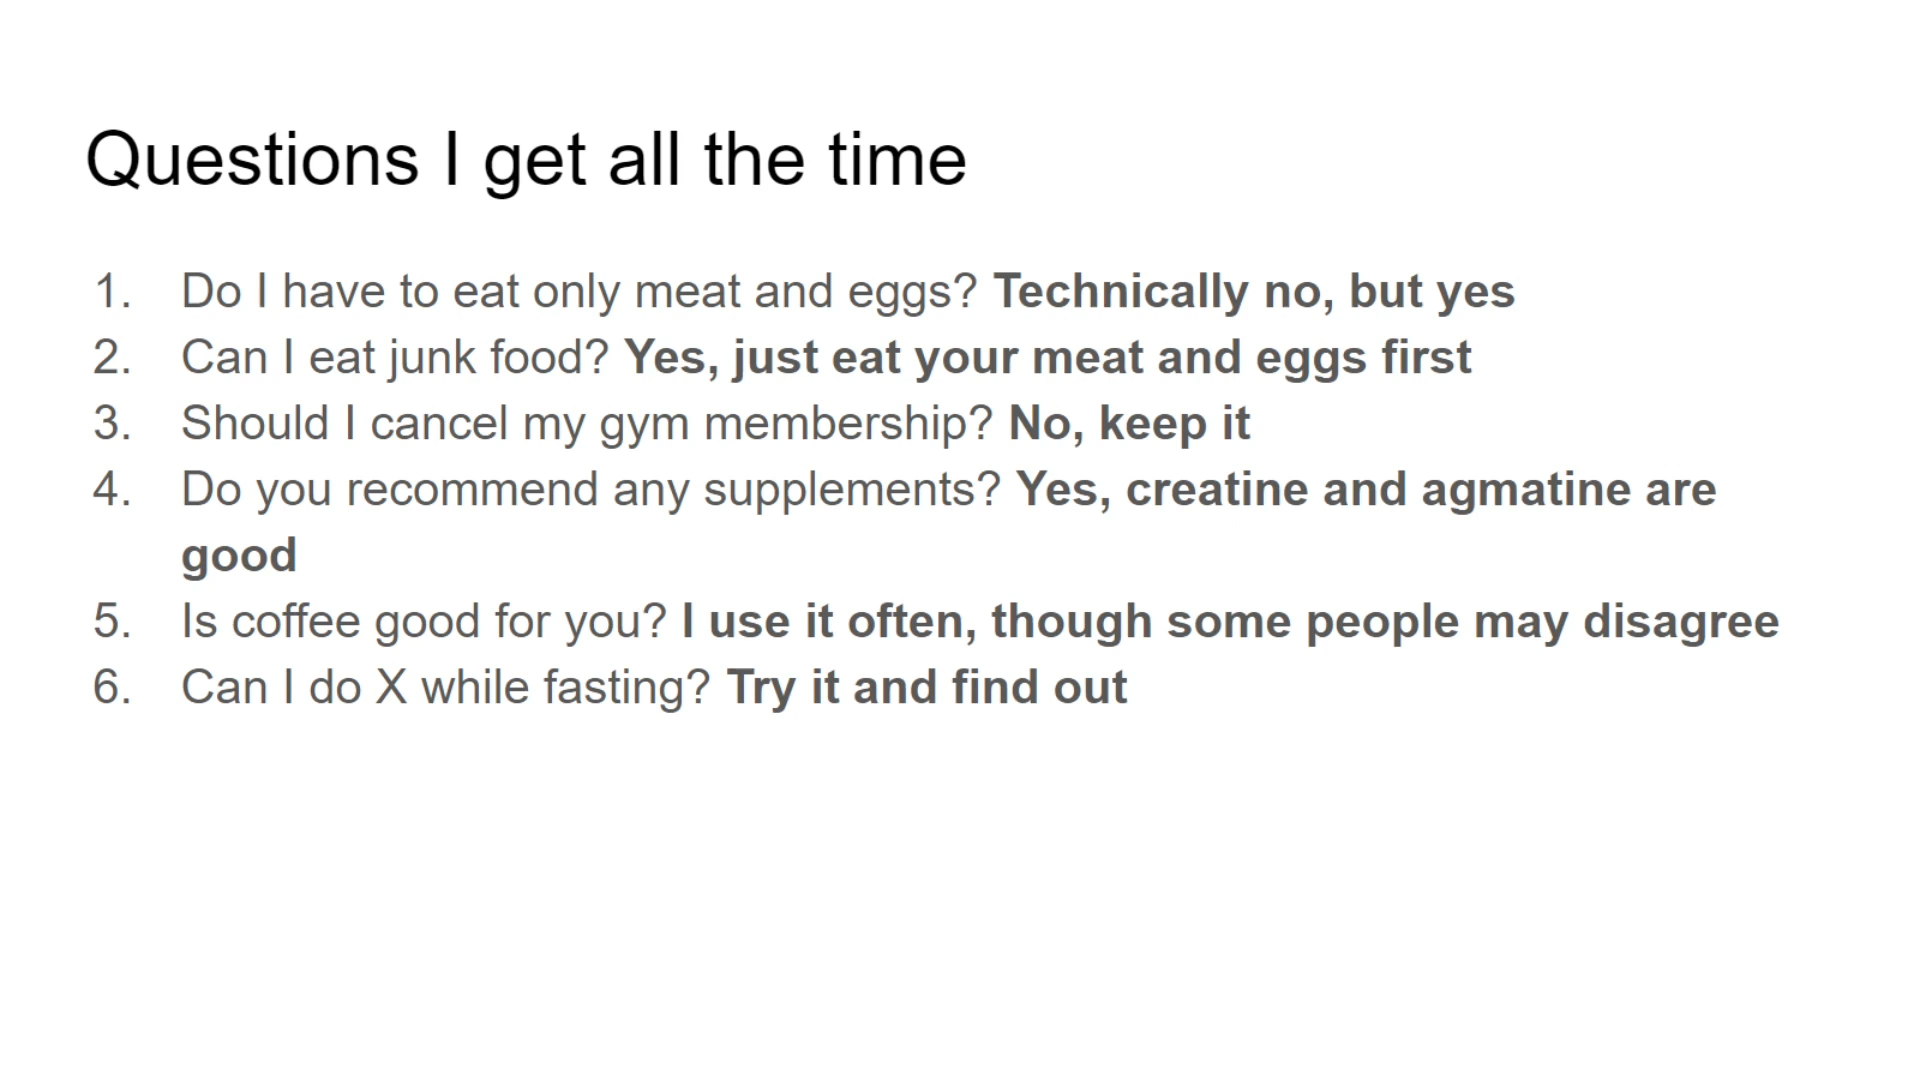 Questions I get all the time
1. Do I have to eat only meat and eggs? Technically no, but yes
2. Can I eat junk food? Yes, just eat your meat and eggs first
3. Should I cancel my gym membership? No, keep it
4. Do you recommend any supplements? Yes, creatine and agmatine are
good
5. Is coffee good for you? I use it often, though some people may disagree
6. Can I do X while fasting? Try it and find out